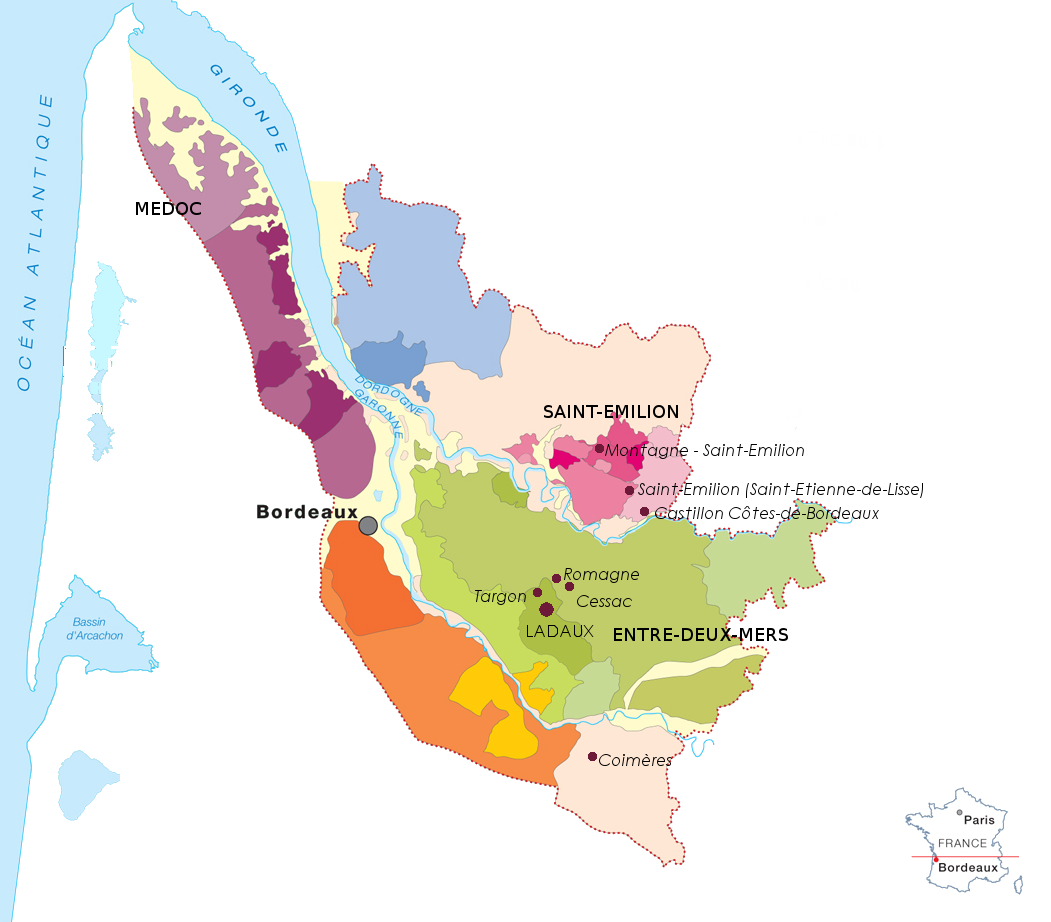 OCÉAN ATLANTIQUE
GIRONDE
MEDOC
DORDOGNE
GARONNE
SAINT-EMILION
Montagne - Saint-Emilion
Saint-Emilion (Saint-Etienne-de-Lisse)
Castillon Côtes-de-Bordeaux
Bordeaux
Romagne
Targon
Cessac
LADAUX
ENTRE-DEUX-MERS
Bassin
d'Arcachon
Coimères
Paris
FRANCE
Bordeaux